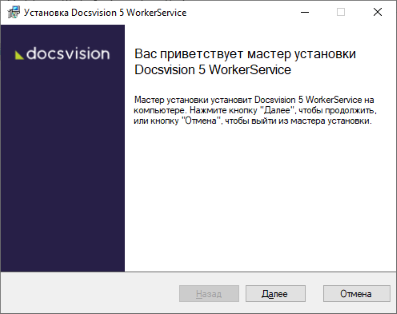 Установка Docsvision 5 WorkerService
docsvision
Вас приветствует мастер установки
Docsvision 5 WorkerService
Мастер установки установит Docsvision 5 WorkerService на
компьютере. Нажмите кнопку "Далее", чтобы продолжить,
или кнопку "Отмена", чтобы выйти из мастера установки.
Назад
Далее
Отмена